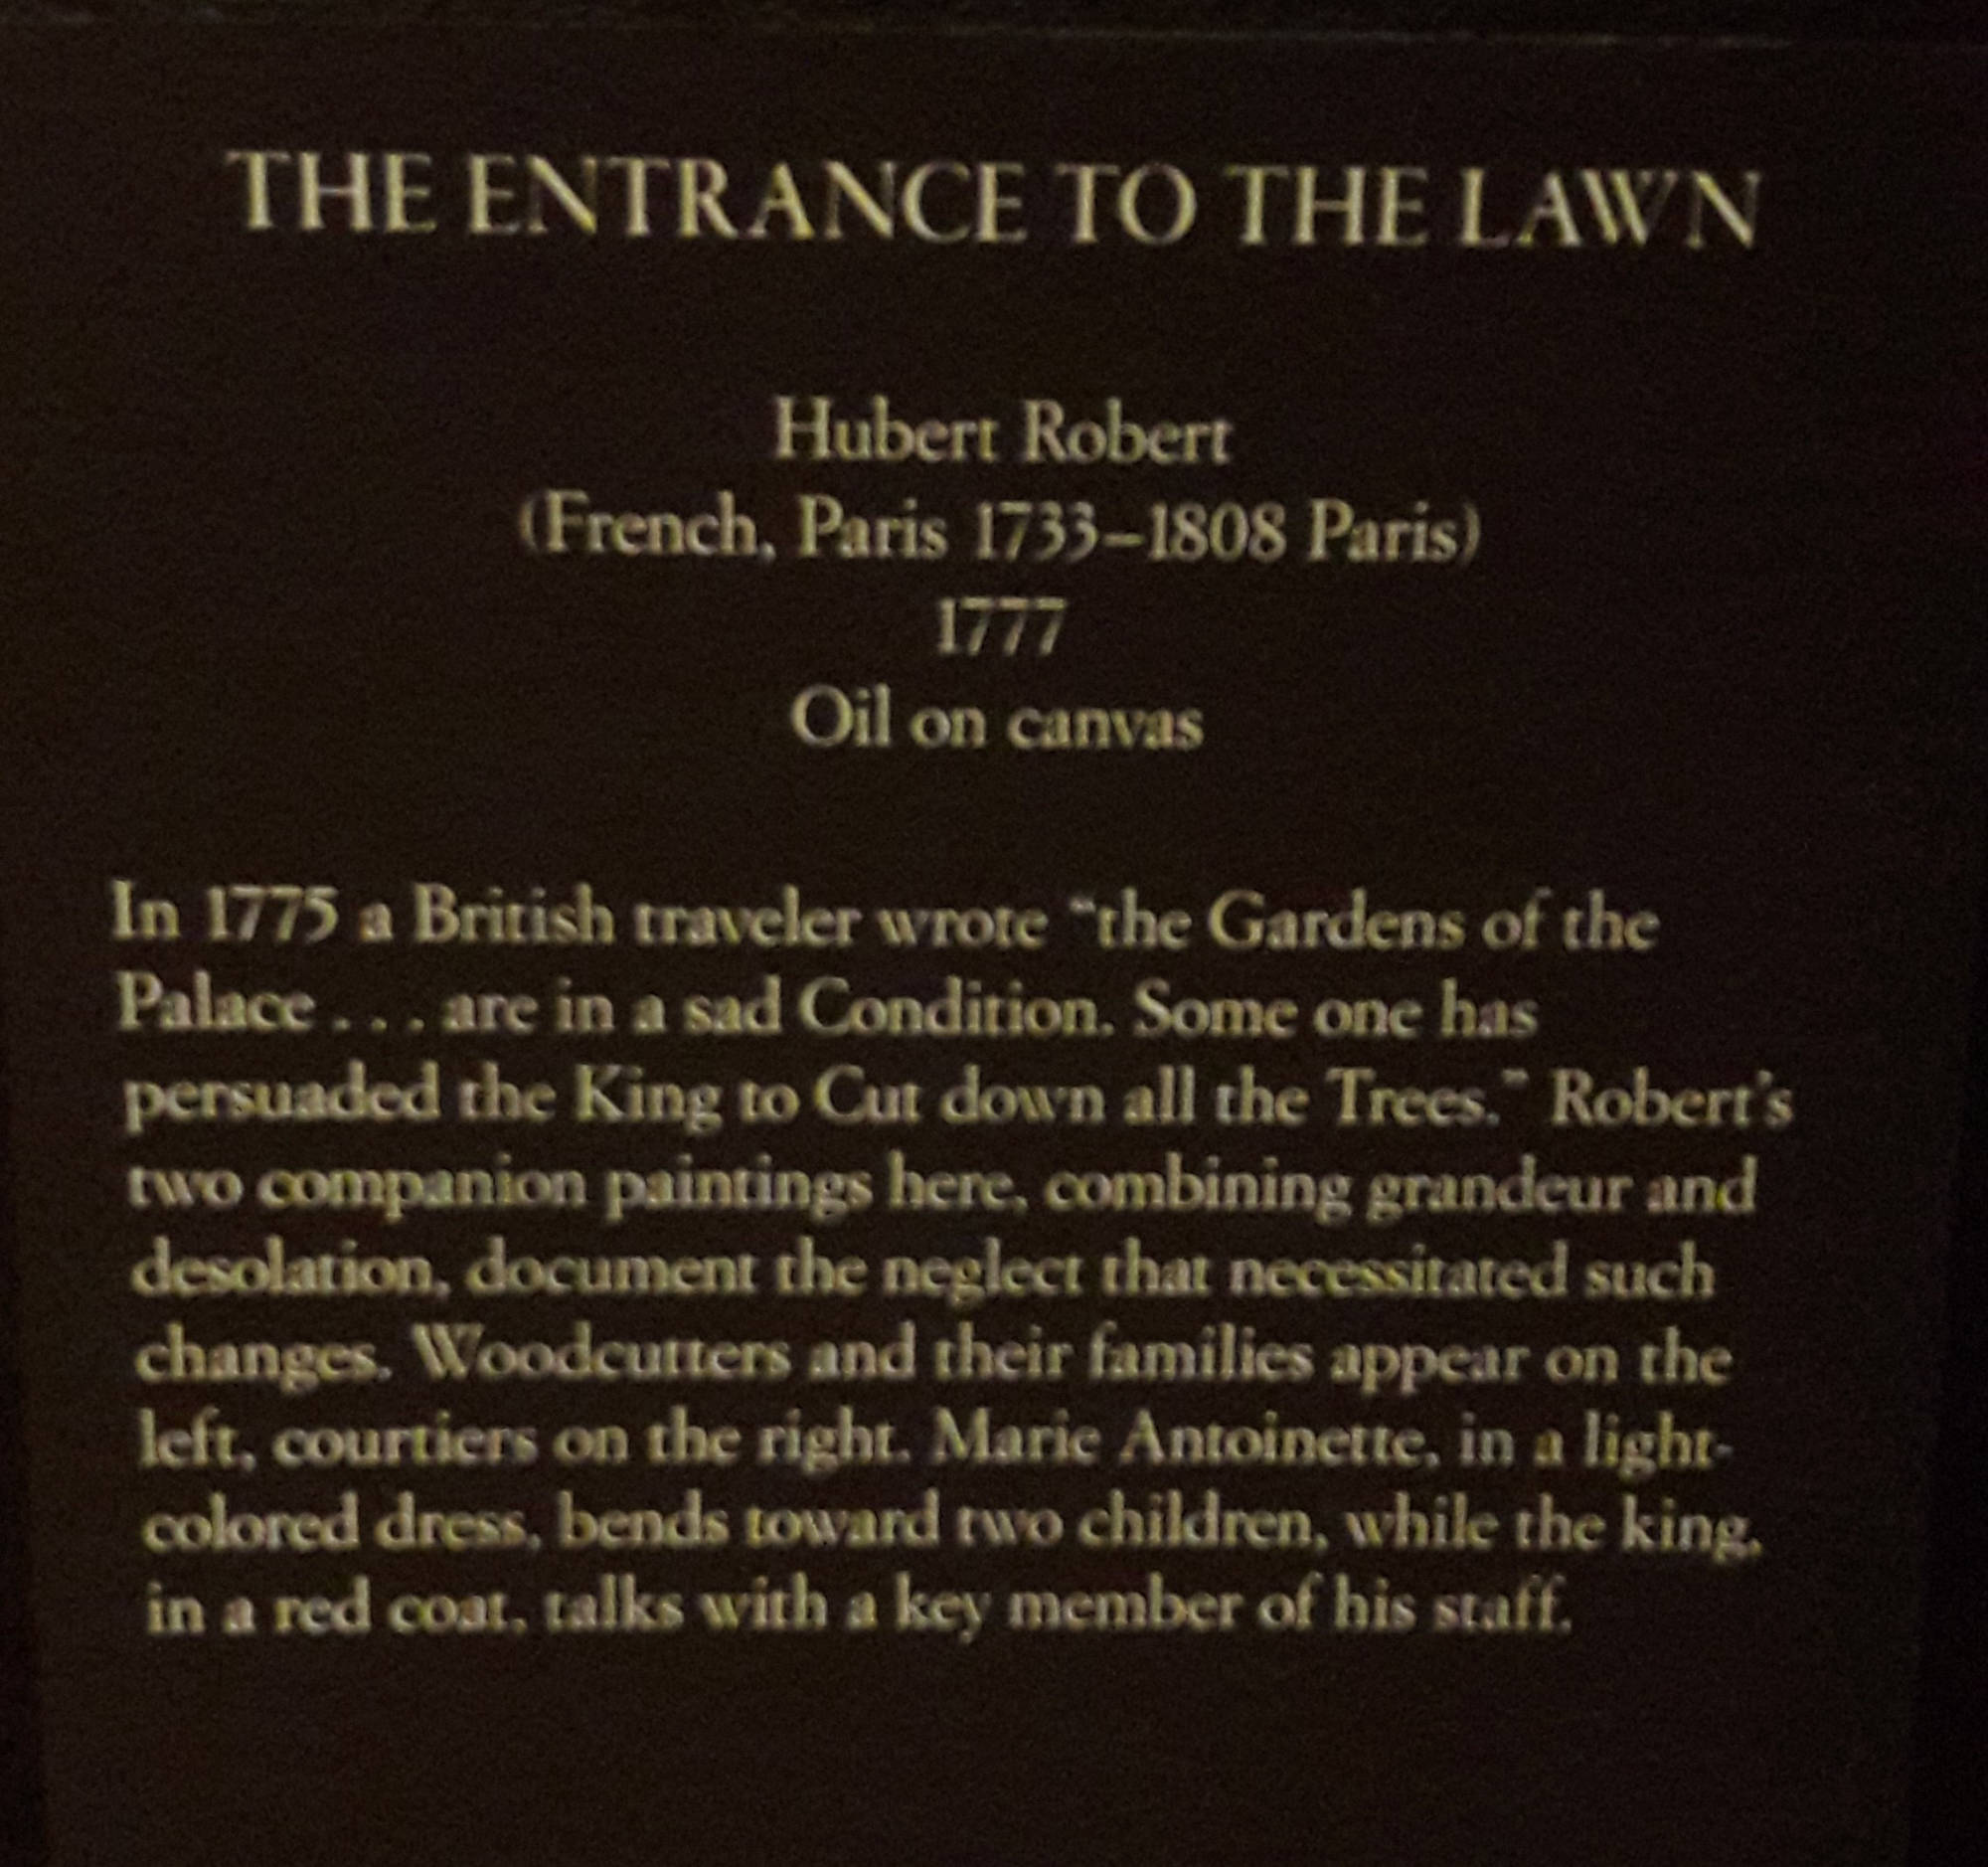 THE ENTRANCE TO THE LAWN
Hubert Robert
(French, Paris 1733–1808 Paris)
1777
Oil on canvas
In 1775 a British traveler wrote “the Gardens of the
Palace . . . are in a sad Condition. Some one has
persuaded the King to Cut down all the Trees.” Robert’s
two companion paintings here, combining grandeur and
desolation, document the neglect that necessitated such
changes. Woodcutters and their families appear on the
left, courtiers on the right. Marie Antoinette, in a light-
colored dress, bends toward two children, while the king,
in a red coat, talks with a key member of his staff.